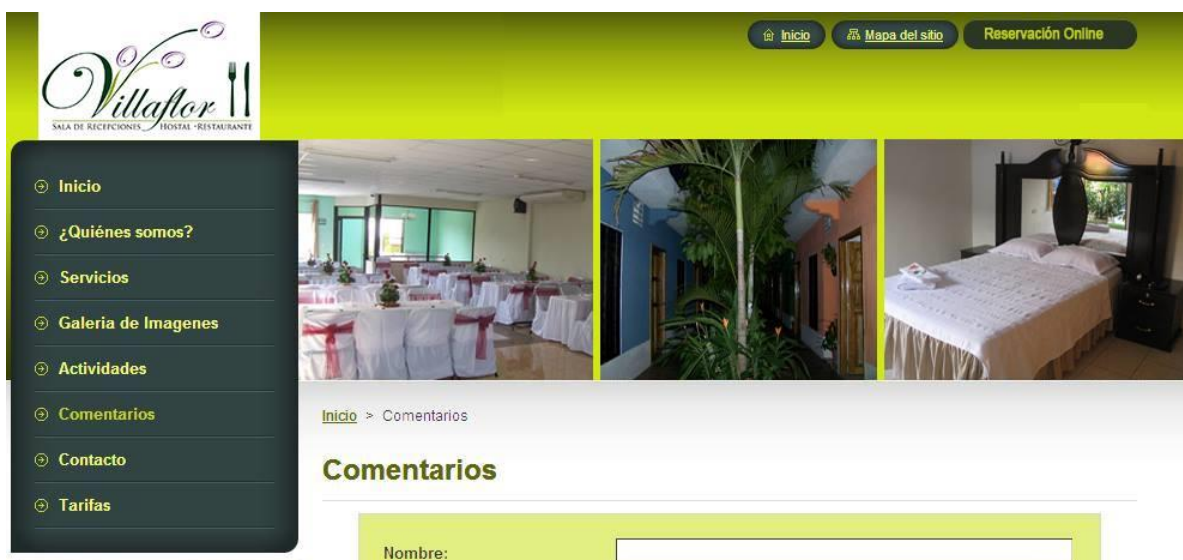 Villaflor
SALA DE RECEPCIONES HOSTAL -RESTAURANTE
Inicio
Mapa del sitio
Reservación Online
Inicio
¿Quiénes somos?
Servicios
Galeria de Imagenes
Actividades
Comentarios
Contacto
Tarifas
Inicio > Comentarios
Comentarios
Nombre: